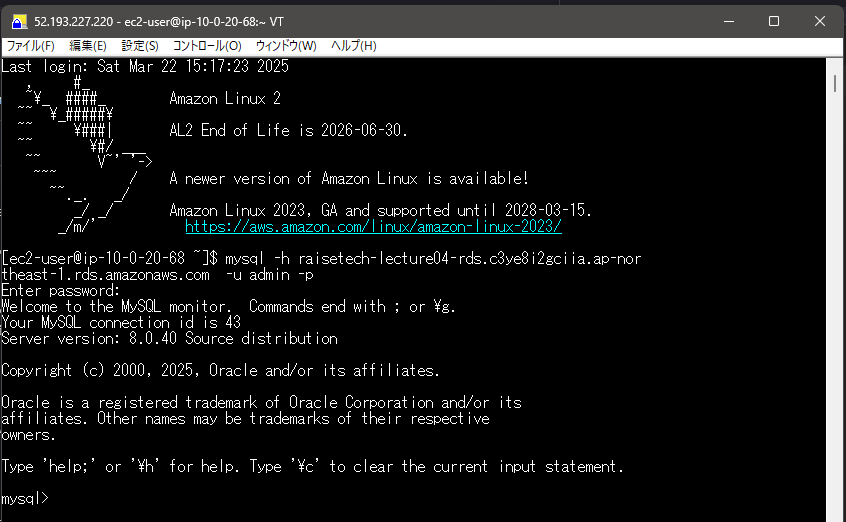 52.193.227.220 - ec2-user@ip-10-0-20-68:~ VT
ファイル(F) 編集(E) 設定(S) コントロール(O) ウィンドウ(W) ヘルプ(H)
Last login: Sat Mar 22 15:17:23 2025
   ,     #_
   ~¥_  ####_        Amazon Linux 2
  ~~  ¥_#####¥
  ~~     ¥###|       AL2 End of Life is 2026-06-30.
  ~~       ¥#/ ___
   ~~       V~' '->
    ~~~         /    A newer version of Amazon Linux is available!
      ~~._.   _/
         _/ _/       Amazon Linux 2023, GA and supported until 2028-03-15.
       _/m/'           https://aws.amazon.com/linux/amazon-linux-2023/
[ec2-user@ip-10-0-20-68 ~]$ mysql -h raisetech-lecture04-rds.c3ye8i2gciia.ap-nor
theast-1.rds.amazonaws.com  -u admin -p
Enter password:
Welcome to the MySQL monitor.  Commands end with ; or ¥g.
Your MySQL connection id is 43
Server version: 8.0.40 Source distribution
Copyright (c) 2000, 2025, Oracle and/or its affiliates.
Oracle is a registered trademark of Oracle Corporation and/or its
affiliates. Other names may be trademarks of their respective
owners.
Type 'help;' or '¥h' for help. Type '¥c' to clear the current input statement.
mysql>